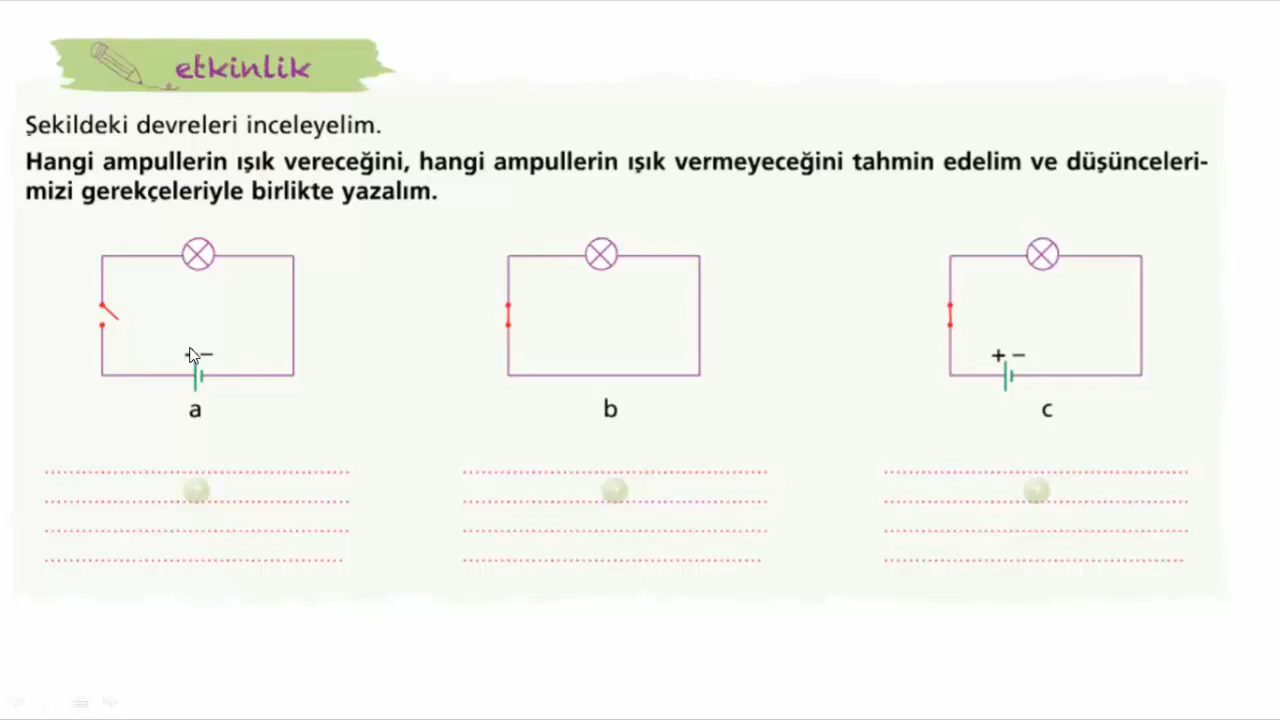 etkinlik
Şekildeki devreleri inceleyelim.
Hangi ampullerin ışık vereceğini, hangi ampullerin ışık vermeyeceğini tahmin edelim ve düşünceleri-
mizi gerekçeleriyle birlikte yazalım.
+ −
+ −
a
b
c